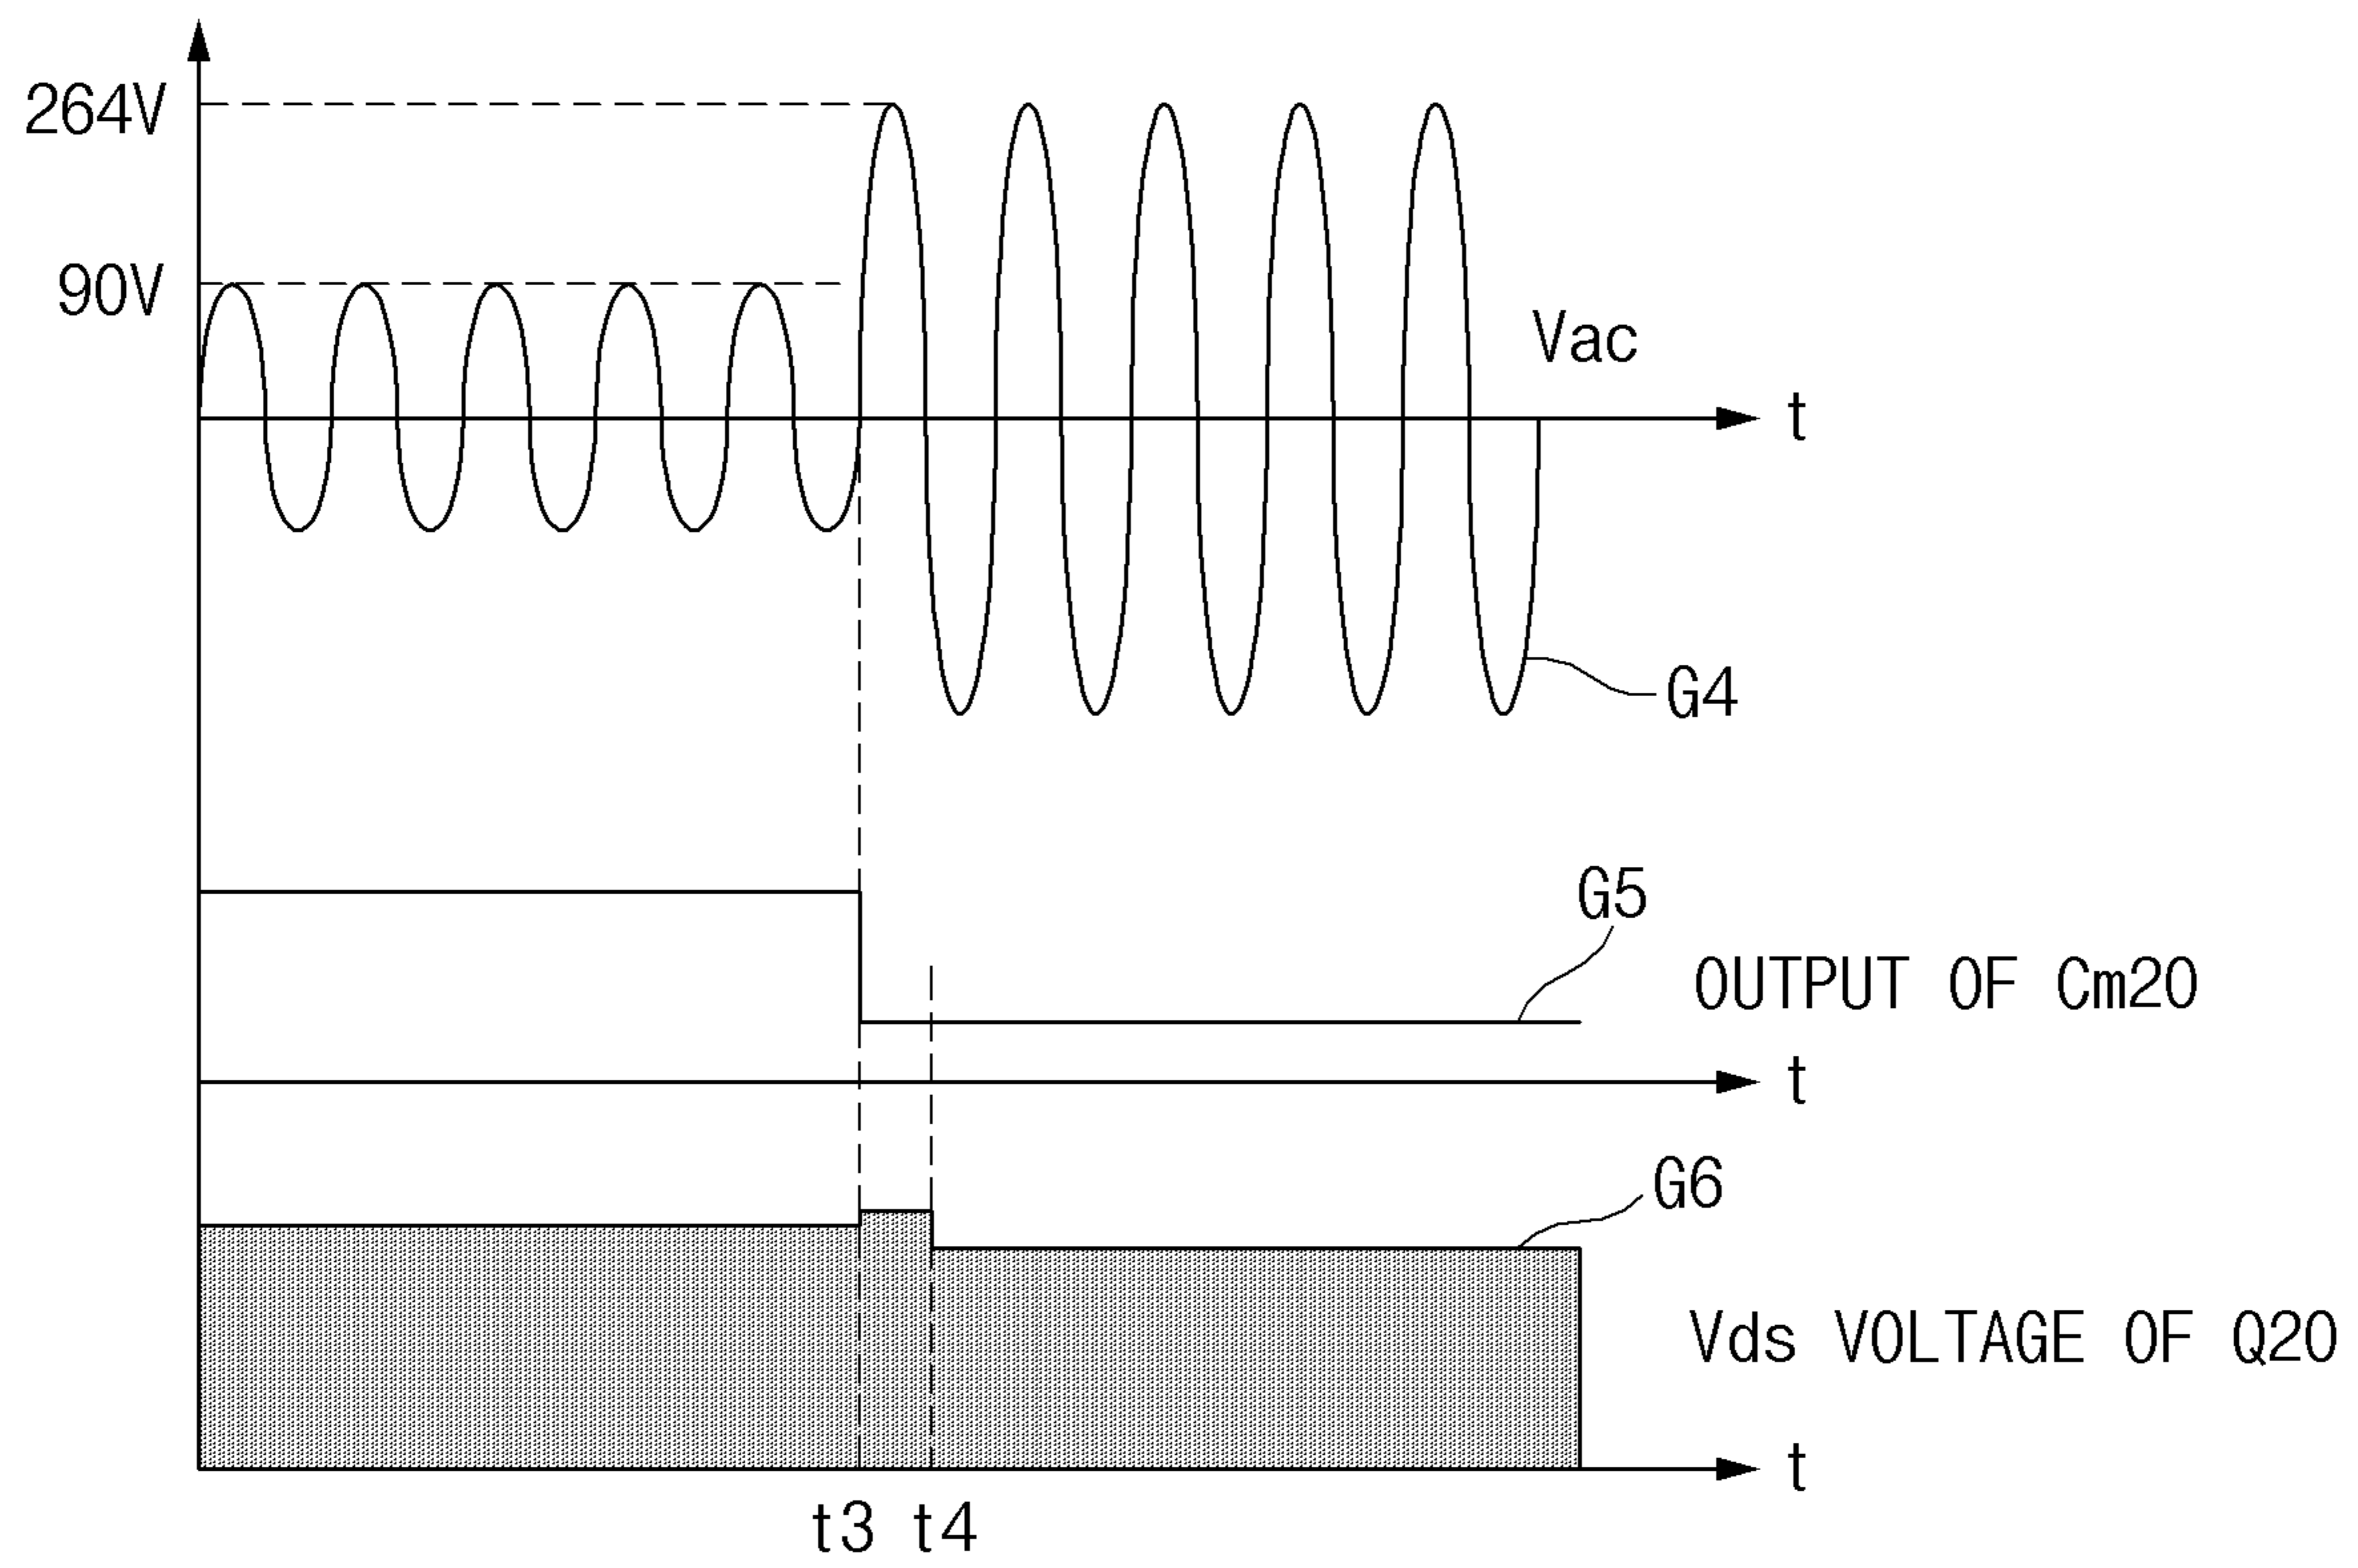 264V
90V
Vac
t
G4
G5
OUTPUT OF Cm20
t
G6
Vds VOLTAGE OF Q20
t
t3 t4